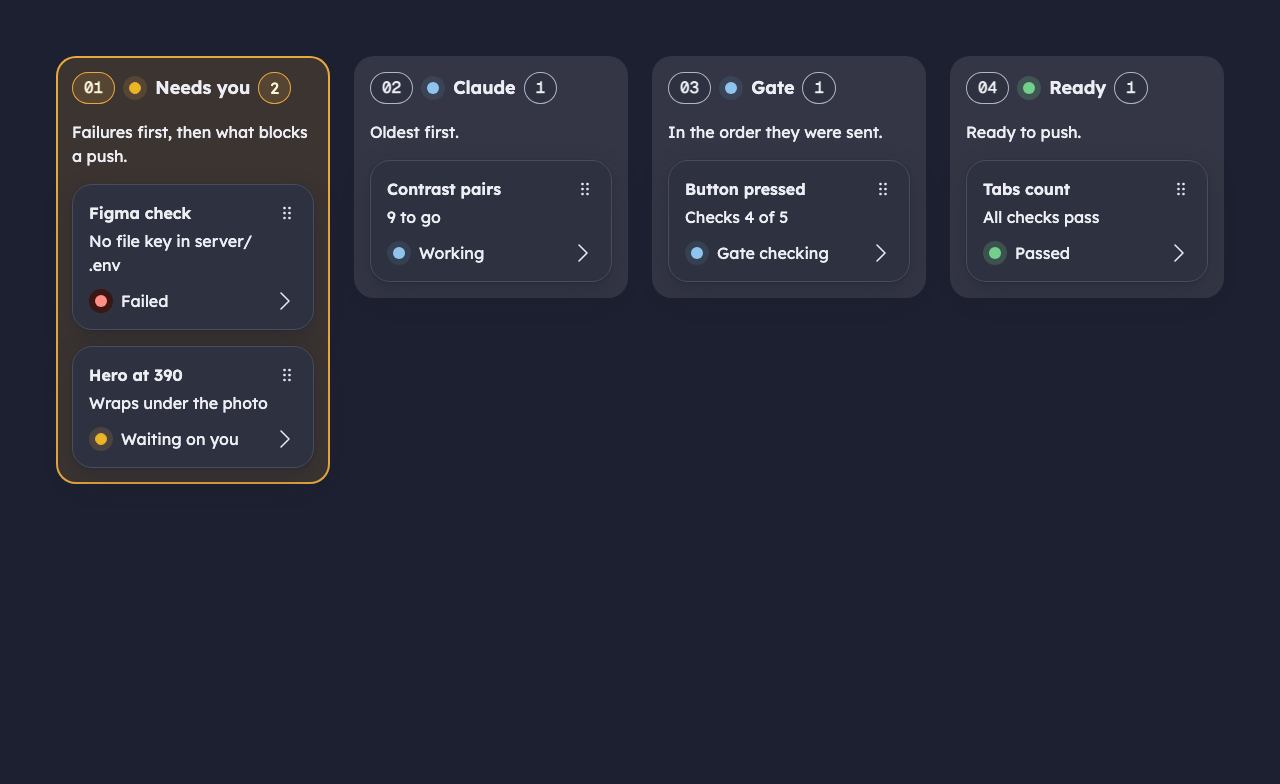 01 Needs you 2
Failures first, then what blocks
a push.
Figma check
No file key in server/
.env
Failed
Hero at 390
Wraps under the photo
Waiting on you
02 Claude 1
Oldest first.
Contrast pairs
9 to go
Working
03 Gate 1
In the order they were sent.
Button pressed
Checks 4 of 5
Gate checking
04 Ready 1
Ready to push.
Tabs count
All checks pass
Passed